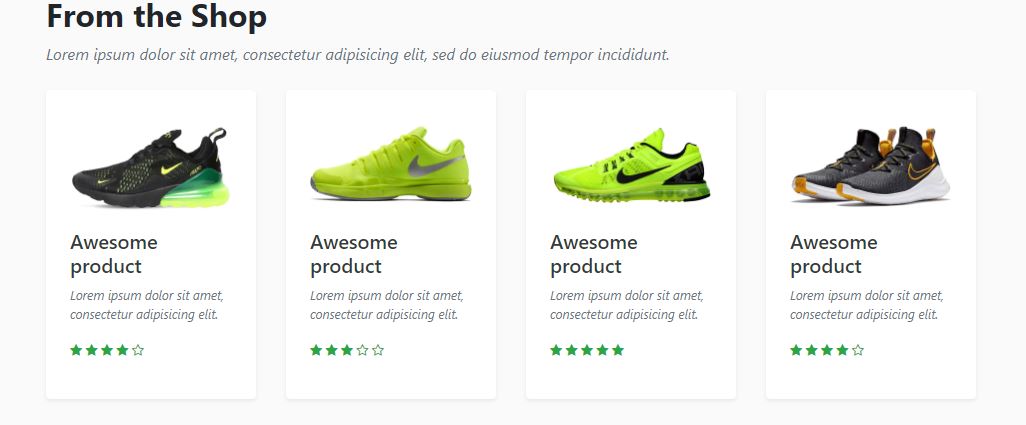 From the Shop
Lorem ipsum dolor sit amet, consectetur adipisicing elit, sed do eiusmod tempor incididunt.
Awesome
product
Lorem ipsum dolor sit amet,
consectetur adipisicing elit.
Awesome
product
Lorem ipsum dolor sit amet,
consectetur adipisicing elit.
Awesome
product
Lorem ipsum dolor sit amet,
consectetur adipisicing elit.
Awesome
product
Lorem ipsum dolor sit amet,
consectetur adipisicing elit.